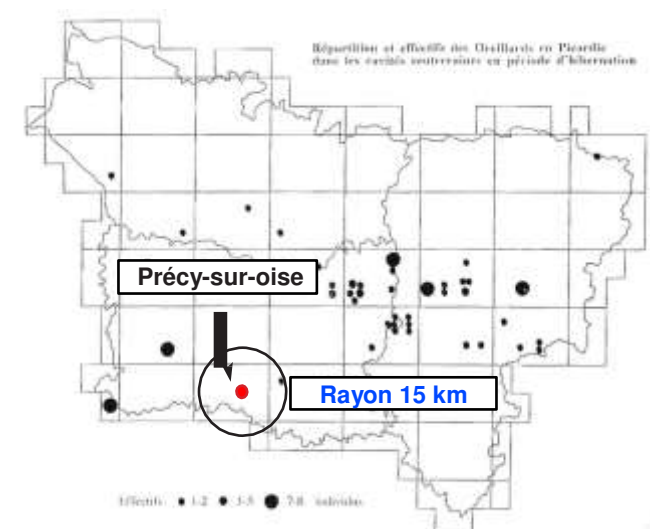 Répartition et effectifs des Oreillards en Picardie
dans les cavités souterraines en période d'hibernation
Précy-sur-oise
Rayon 15 km
Effectifs 1-2 3-5 7-8 individus